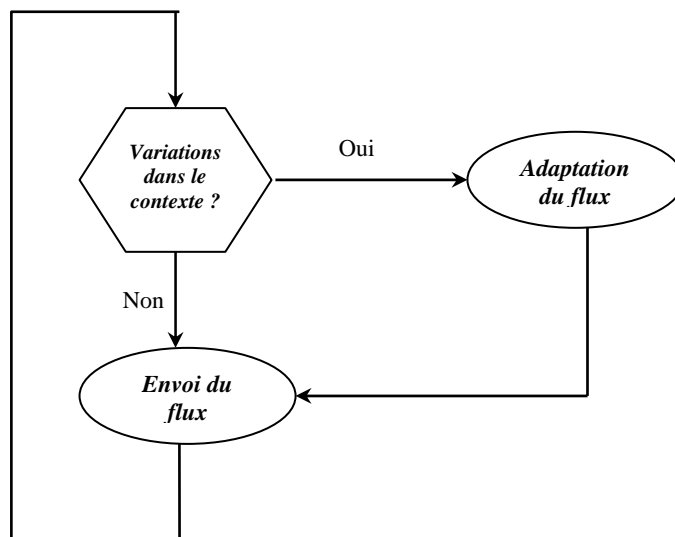 Variations
dans le
contexte ?
Oui
Adaptation
du flux
Non
Envoi du
flux